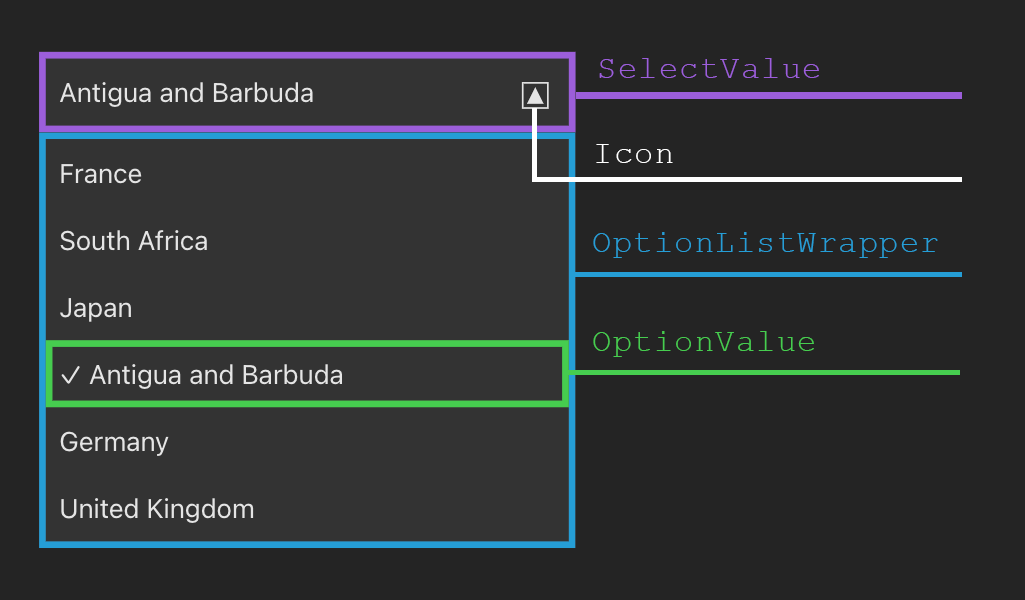 SelectValue
Antigua and Barbuda
Icon
France
South Africa
OptionListWrapper
Japan
OptionValue
✓ Antigua and Barbuda
Germany
United Kingdom